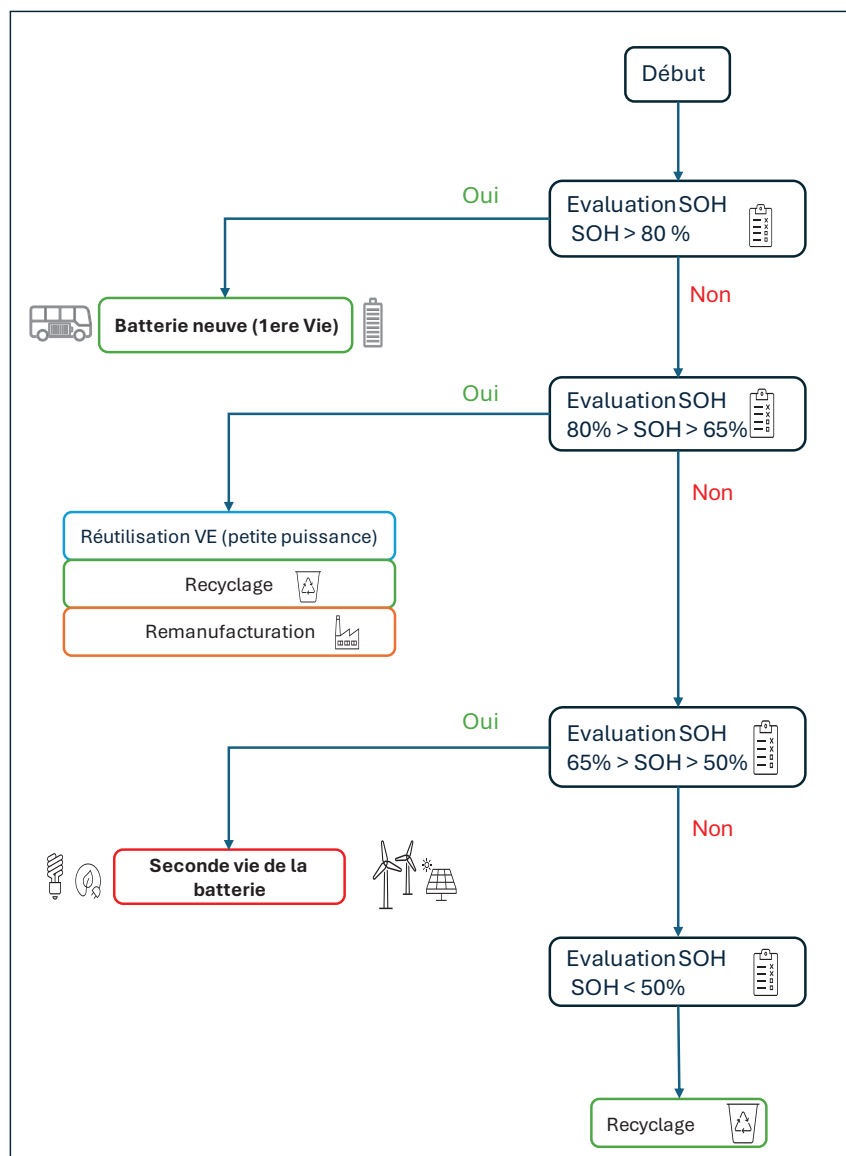 Début
Oui
Evaluation SOH
SOH > 80 %
Non
Batterie neuve (1ere Vie)
Oui
Evaluation SOH
80% > SOH > 65%
Non
Réutilisation VE (petite puissance)
Recyclage
Remanufacturation
Oui
Evaluation SOH
65% > SOH > 50%
Non
Seconde vie de la
batterie
Evaluation SOH
SOH < 50%
Recyclage